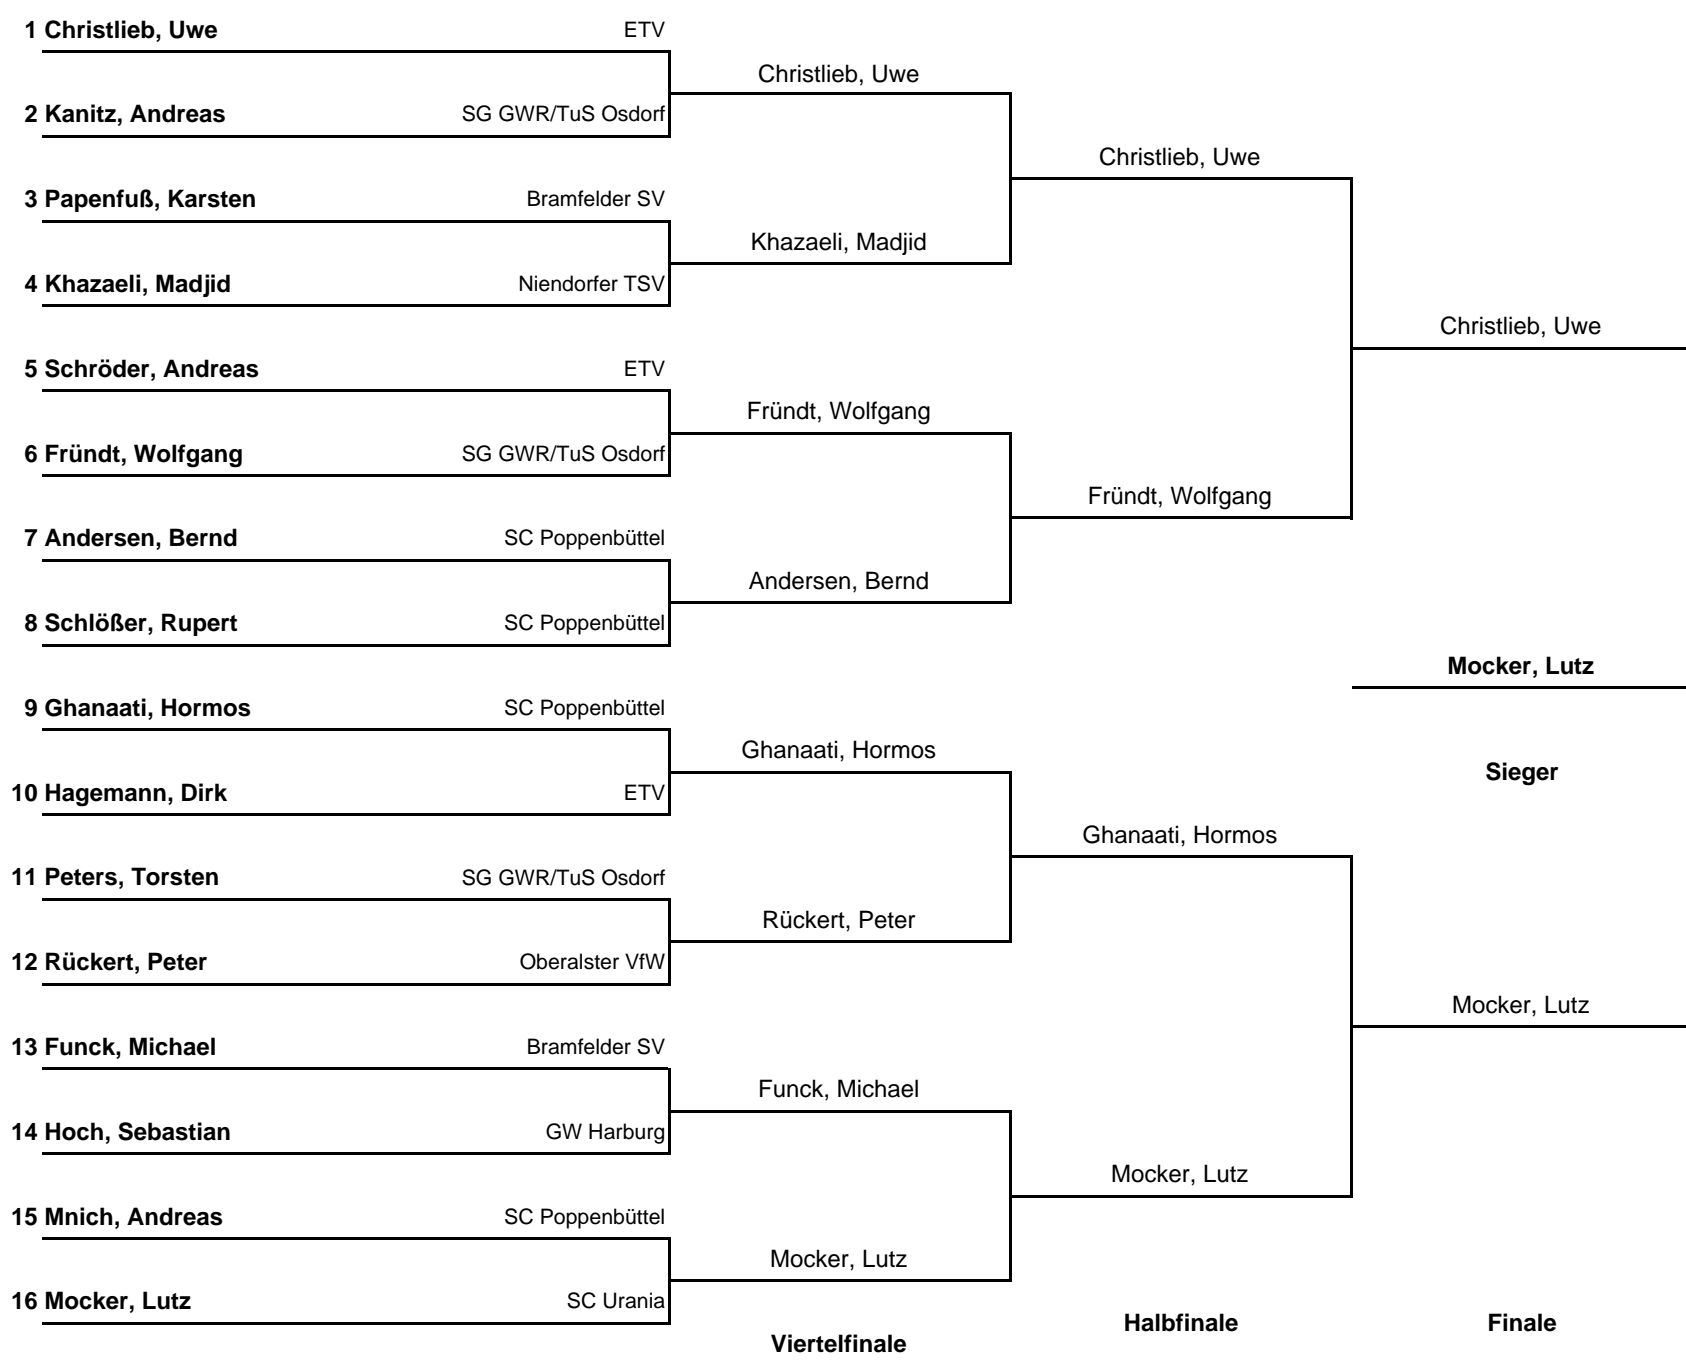 1 Christlieb, Uwe ETV
Christlieb, Uwe
2 Kanitz, Andreas SG GWR/TuS Osdorf
Christlieb, Uwe
3 Papenfuß, Karsten Bramfelder SV
Khazaeli, Madjid
4 Khazaeli, Madjid Niendorfer TSV
Christlieb, Uwe
5 Schröder, Andreas ETV
Fründt, Wolfgang
6 Fründt, Wolfgang SG GWR/TuS Osdorf
Fründt, Wolfgang
7 Andersen, Bernd SC Poppenbüttel
Andersen, Bernd
8 Schlößer, Rupert SC Poppenbüttel
Mocker, Lutz
9 Ghanaati, Hormos SC Poppenbüttel
Ghanaati, Hormos
Sieger
10 Hagemann, Dirk ETV
Ghanaati, Hormos
11 Peters, Torsten SG GWR/TuS Osdorf
Rückert, Peter
12 Rückert, Peter Oberalster VfW
Mocker, Lutz
13 Funck, Michael Bramfelder SV
Funck, Michael
14 Hoch, Sebastian GW Harburg
Mocker, Lutz
15 Mnich, Andreas SC Poppenbüttel
Mocker, Lutz
16 Mocker, Lutz SC Urania
Viertelfinale Halbfinale Finale